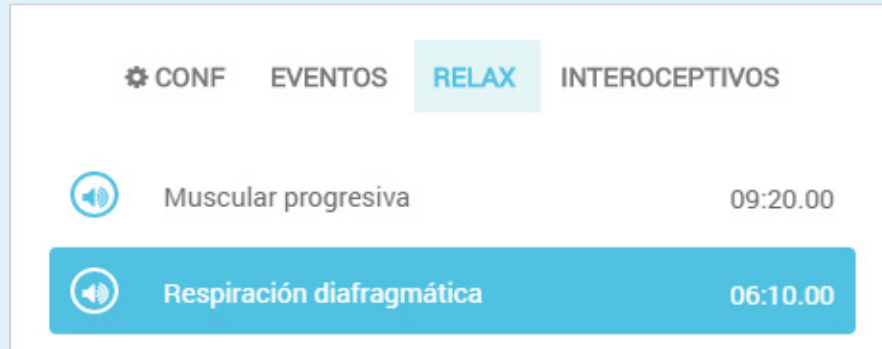 CONF EVENTOS RELAX INTEROCEPTIVOS
Muscular progresiva 09:20.00
Respiración diafragmática 06:10.00